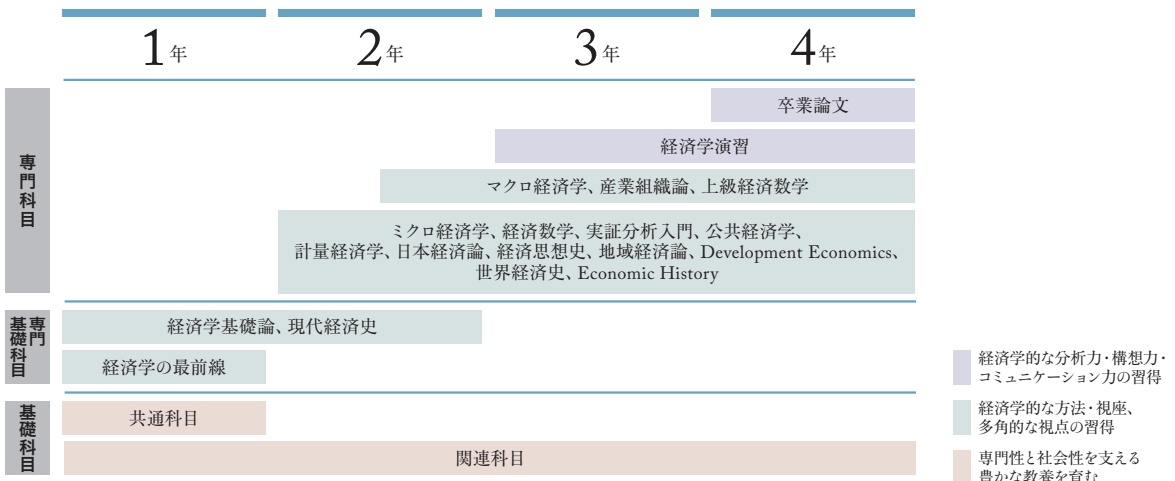 1年
2年
3年
4年
専門科目
卒業論文
経済学演習
マクロ経済学、産業組織論、上級経済数学
ミクロ経済学、経済数学、実証分析入門、公共経済学、
計量経済学、日本経済論、経済思想史、地域経済論、Development Economics、
世界経済史、Economic History
専門
基礎科目
経済学基礎論、現代経済史
経済学の最前線
基礎科目
共通科目
関連科目
経済学的な分析力・構想力・
コミュニケーション力の習得
経済学的な方法・視座、
多角的な視点の習得
専門性と社会性を支える
豊かな教養を育む